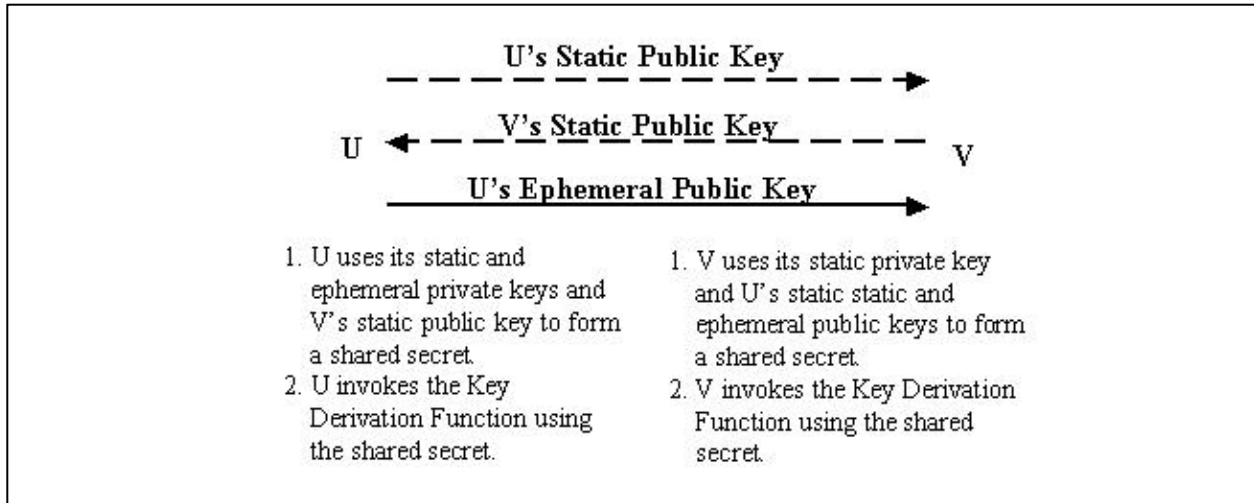 U's Static Public Key
V's Static Public Key
U
V
U's Ephemeral Public Key
1. U uses its static and
ephemeral private keys and
V's static public key to form
a shared secret.
2. U invokes the Key
Derivation Function using
the shared secret.
1. V uses its static private key
and U's static static and
ephemeral public keys to form
a shared secret.
2. V invokes the Key Derivation
Function using the shared
secret.